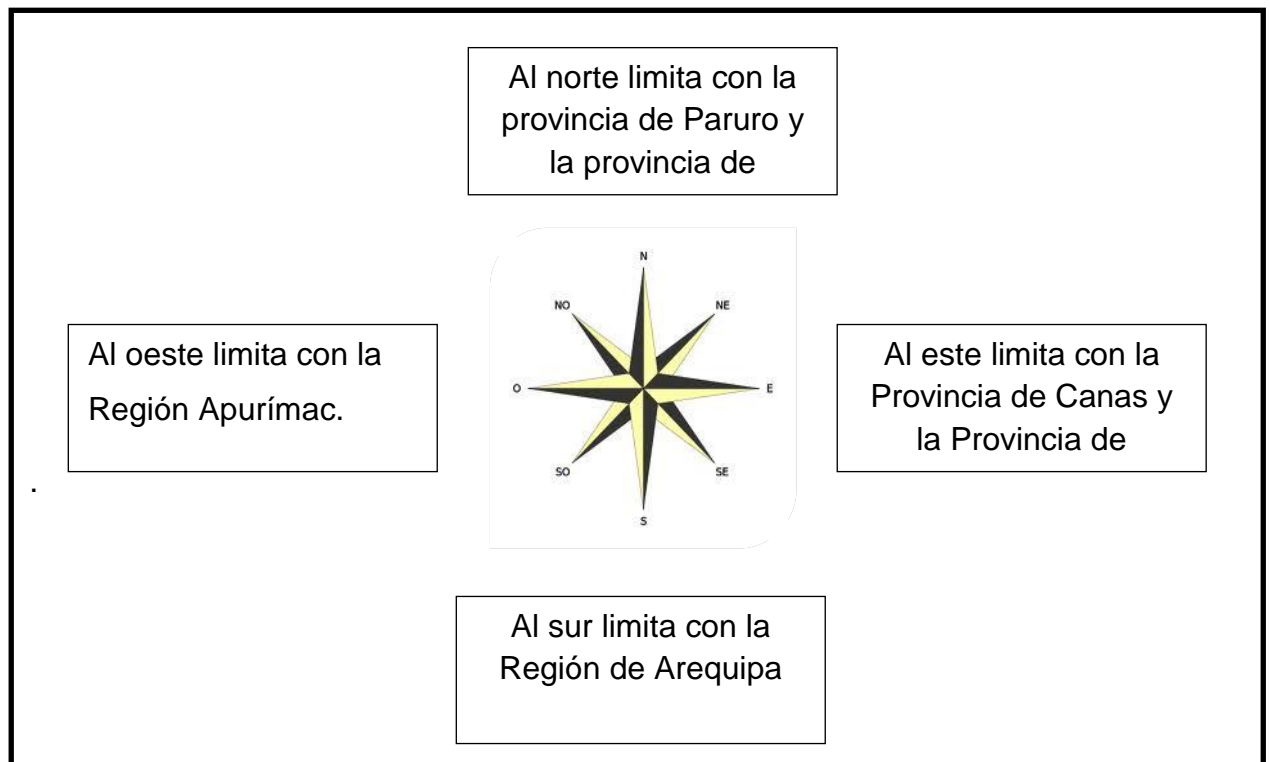 Al norte limita con la
provincia de Paruro y
la provincia de
N
NO
NE
Al oeste limita con la
Región Apurímac.
O
E
Al este limita con la
Provincia de Canas y
la Provincia de
SO
SE
.
S
Al sur limita con la
Región de Arequipa